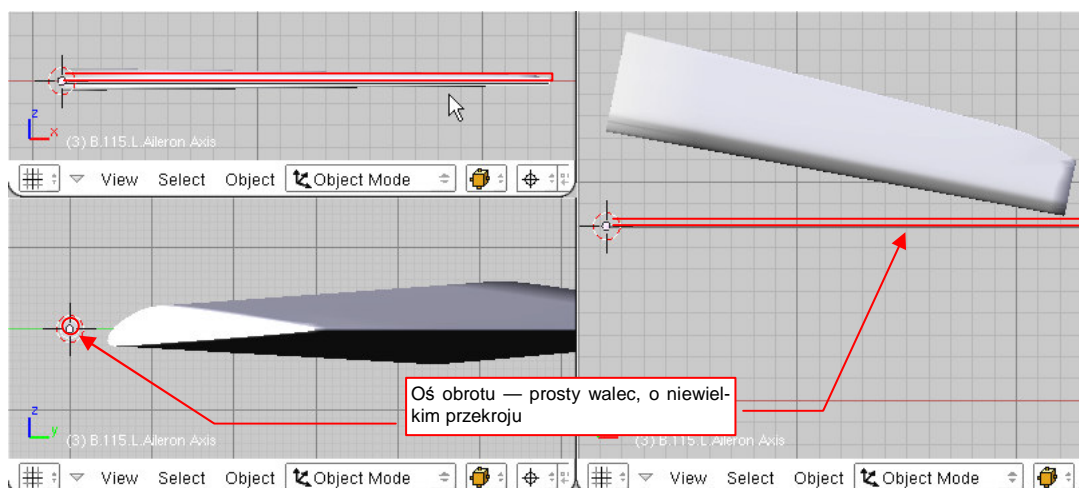 z
x
(3) B.115.L.Aileron Axis
View Select Object Object Mode
Oś obrotu — prosty walec, o niewiel-
kim przekroju
z
y
(3) B.115.L.Aileron Axis
(3) B.115.L.Aileron Axis
View Select Object Object Mode
View Select Object Object Mode